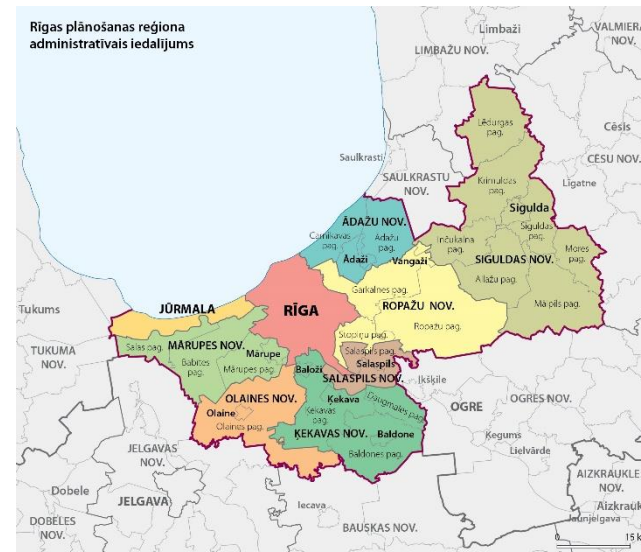 Rīgas plānošanas reģiona
administratīvais iedalījums
Limbaži
VALMIERA
NOV.
LIMBAŽU NOV.
Lēdurgas
pag.
Cēsis
CĒSU NOV.
Saulkrasti
SAULKRASTU
NOV.
Krimuldas
pag.
Līgatne
Sigulda
Siguldas
pag.
ĀDAŽU NOV.
Carnikavas
pag.
Ādažu
pag.
Ādaži
Inčukalna
pag.
Mores
pag.
Vangaži
SIGULDAS NOV.
Allažu pag.
Mālpils pag.
Garkalnes pag.
ROPAŽU NOV.
Ropažu pag.
Tukums
TUKUMA
NOV.
JŪRMALA
RĪGA
Stopiņu pag.
Salas pag.
MĀRUPES NOV.
Babītes
pag.
Mārupe
Mārupes pag.
Salaspils pag.
Salaspils
SALASPILS NOV.
Baloži
Ikšķile
OLAINES NOV.
Olaine
Olaines pag.
Ķekava
Ķekavas
pag.
Daugmales pag.
ĶEKAVAS NOV.
Baldone
Baldones pag.
OGRE
OGRES NOV.
Ķegums
Lielvārde
JELGAVAS
NOV.
Dobele
JELGAVA
DOBELES
NOV.
Iecava
BAUSKAS NOV.
AIZKRAUKLES
NOV.
Aizkraukle
Jaunjelgava
0
15 k